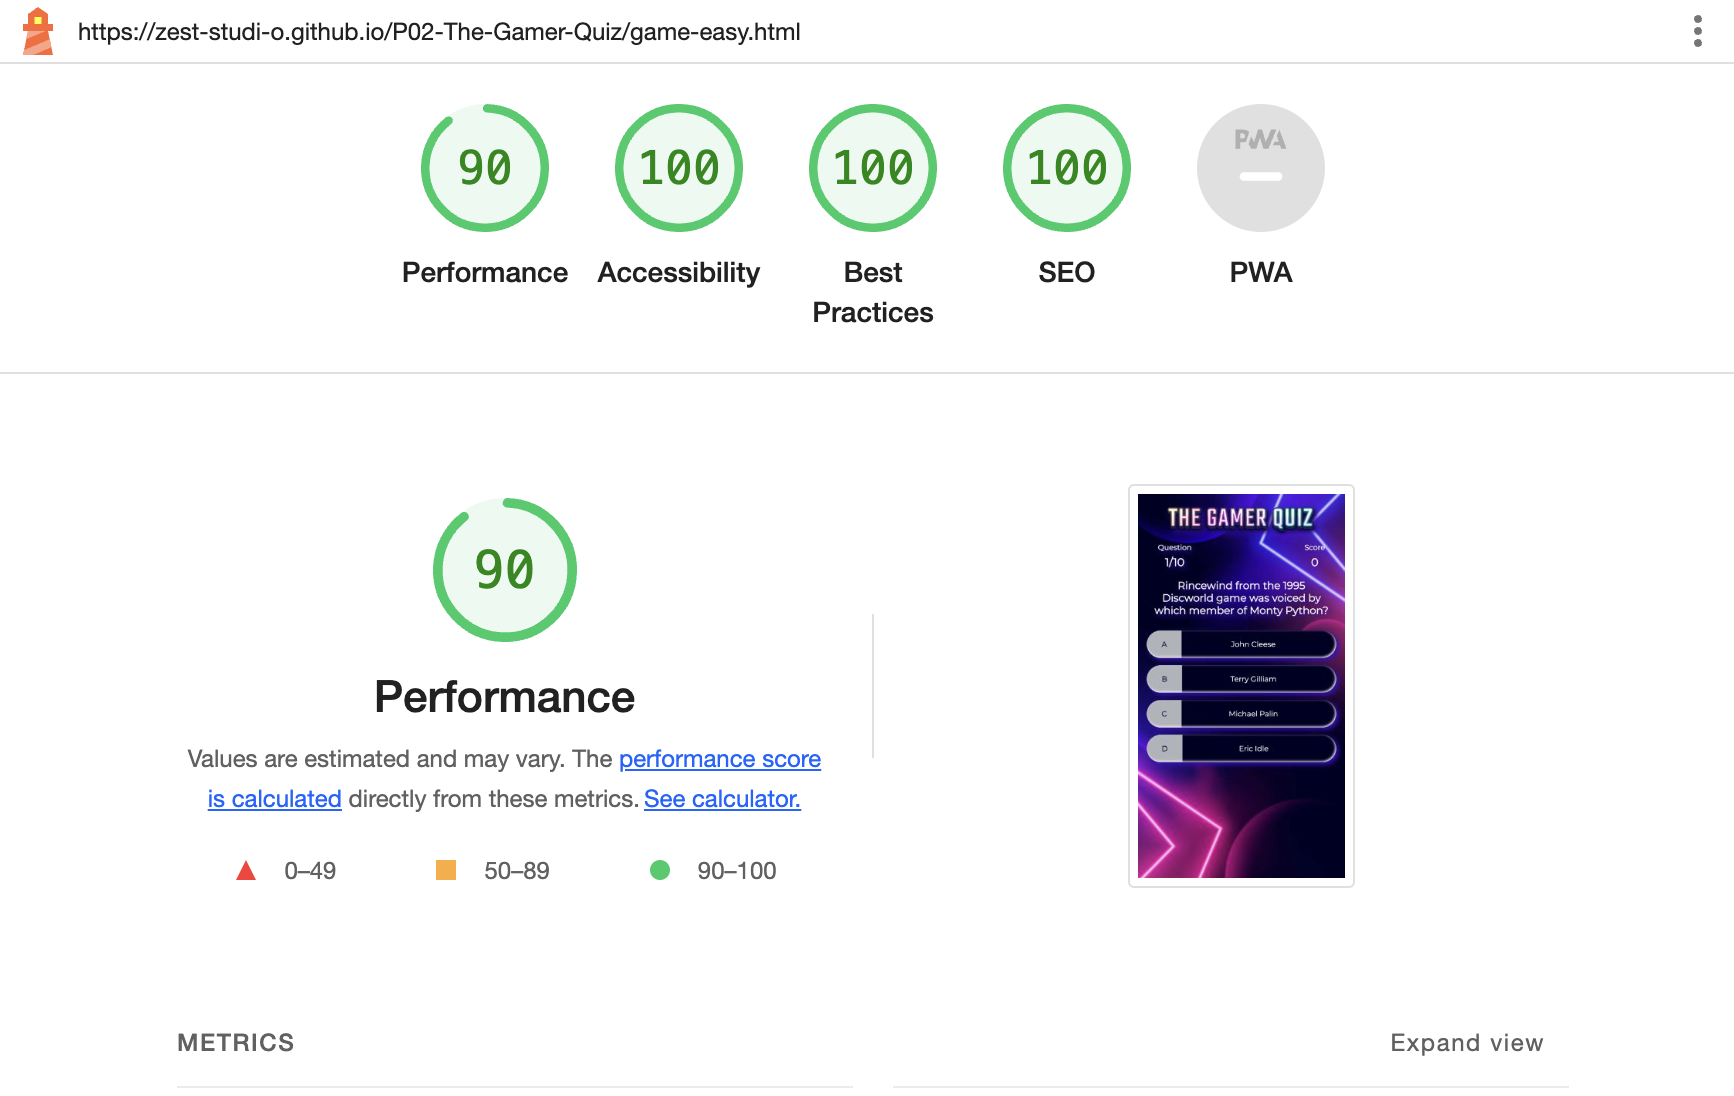 https://zest-studi-o.github.io/P02-The-Gamer-Quiz/game-easy.html
90
100
100
100
PWA
Performance
Accessibility
Best
Practices
SEO
PWA
90
Performance
Values are estimated and may vary. The performance score
is calculated directly from these metrics. See calculator.
0–49
50–89
90–100
THE GAMER QUIZ
Question
Score
1/10
0
Rincewind from the 1995
Discworld game was voiced by
which member of Monty Python?
A John Cleese
B Terry Gilliam
C Michael Palin
D Eric Idle
METRICS
Expand view